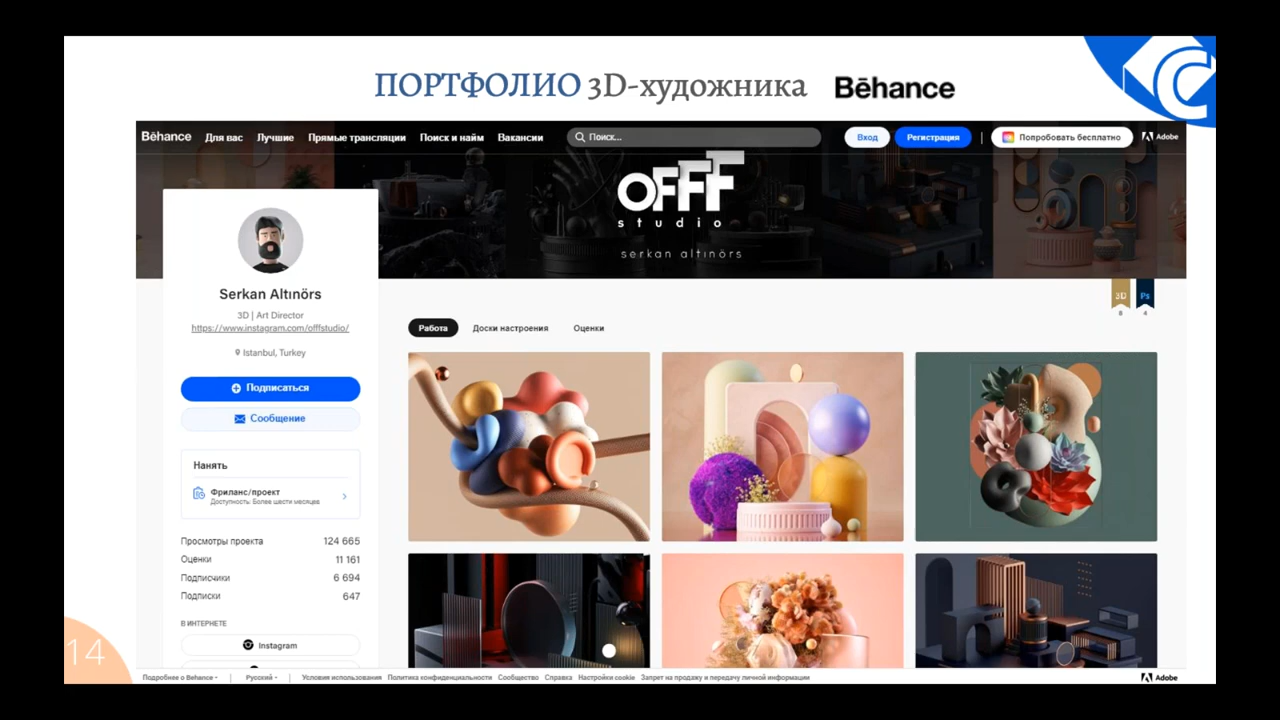 ПОРТФОЛИО 3D-художника Bēhance
Bēhance Для вас Лучшие Прямые трансляции Поиск и найм Вакансии Поиск... Вход Регистрация | Попробовать бесплатно Adobe
OFFF
studio
serkan altınörs
Serkan Altınörs
3D | Art Director
https://www.instagram.com/offfstudio/
Istanbul, Turkey
Подписаться
Сообщение
Нанять
Фриланс/проект
Доступность: Более шести месяцев
Просмотры проекта 124 665
Оценки 11 161
Подписчики 6 694
Подписки 647
В ИНТЕРНЕТЕ
Instagram
3D Ps
8 4
Работа Доски настроения Оценки
14
Подробнее о Behance | Русский | Условия использования Политика конфиденциальности Сообщество Справка Настройки cookie Запрет на продажу и передачу личной информации Adobe